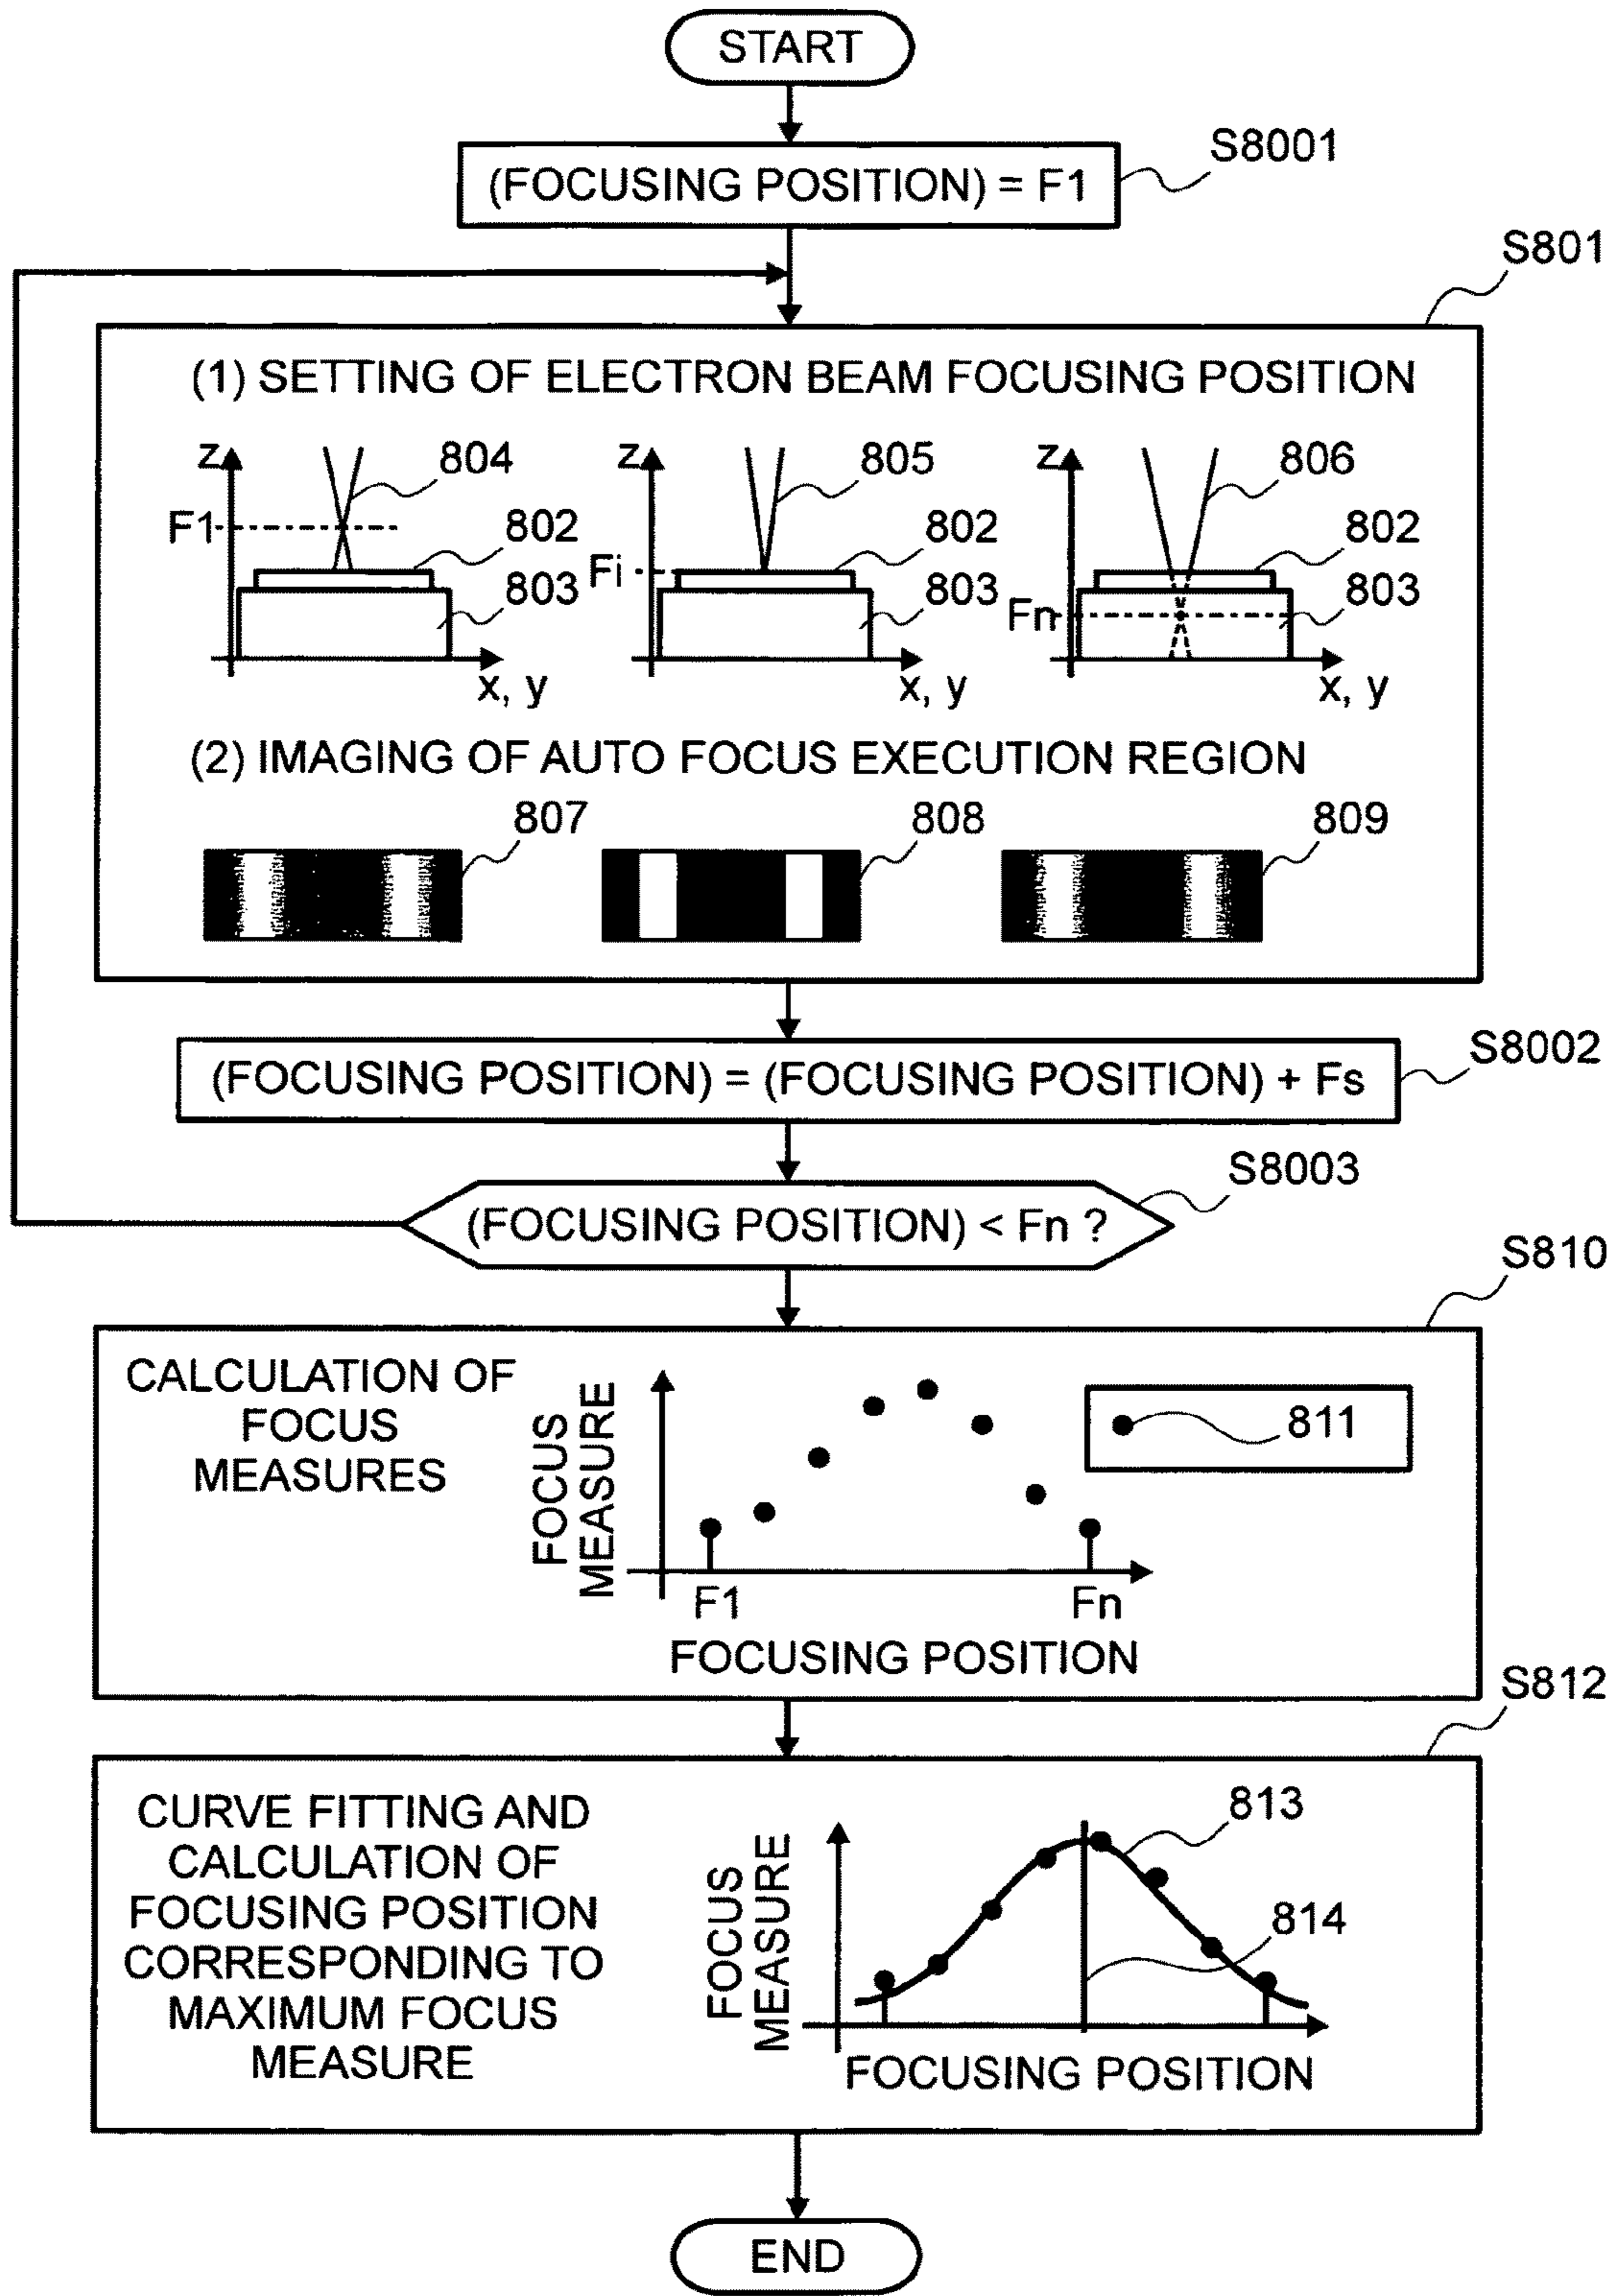 START
(FOCUSING POSITION) = F1
S8001
S801
(1) SETTING OF ELECTRON BEAM FOCUSING POSITION
z
804
F1
802
803
x, y
z
805
Fi
802
803
x, y
z
806
802
Fn
803
x, y
(2) IMAGING OF AUTO FOCUS EXECUTION REGION
807
808
809
(FOCUSING POSITION) = (FOCUSING POSITION) + Fs
S8002
(FOCUSING POSITION) < Fn ?
S8003
S810
CALCULATION OF
FOCUS
MEASURES
FOCUS
MEASURE
811
F1
Fn
FOCUSING POSITION
S812
CURVE FITTING AND
CALCULATION OF
FOCUSING POSITION
CORRESPONDING TO
MAXIMUM FOCUS
MEASURE
FOCUS
MEASURE
813
814
FOCUSING POSITION
END